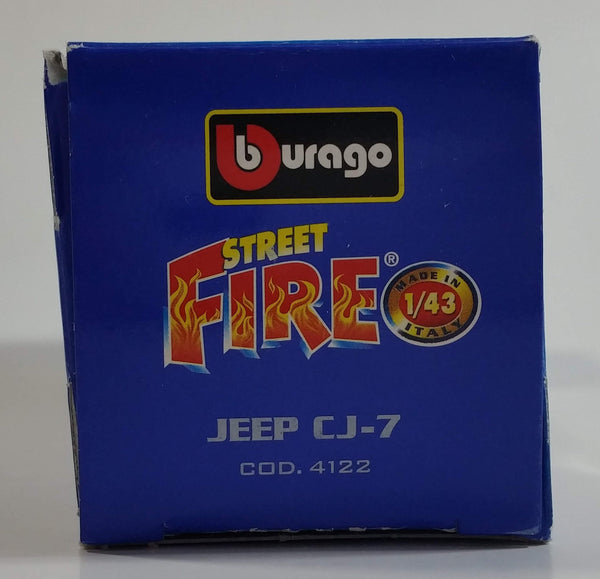 burago
STREET
FIRE®
MADE IN
1/43
ITALY
JEEP CJ-7
COD. 4122